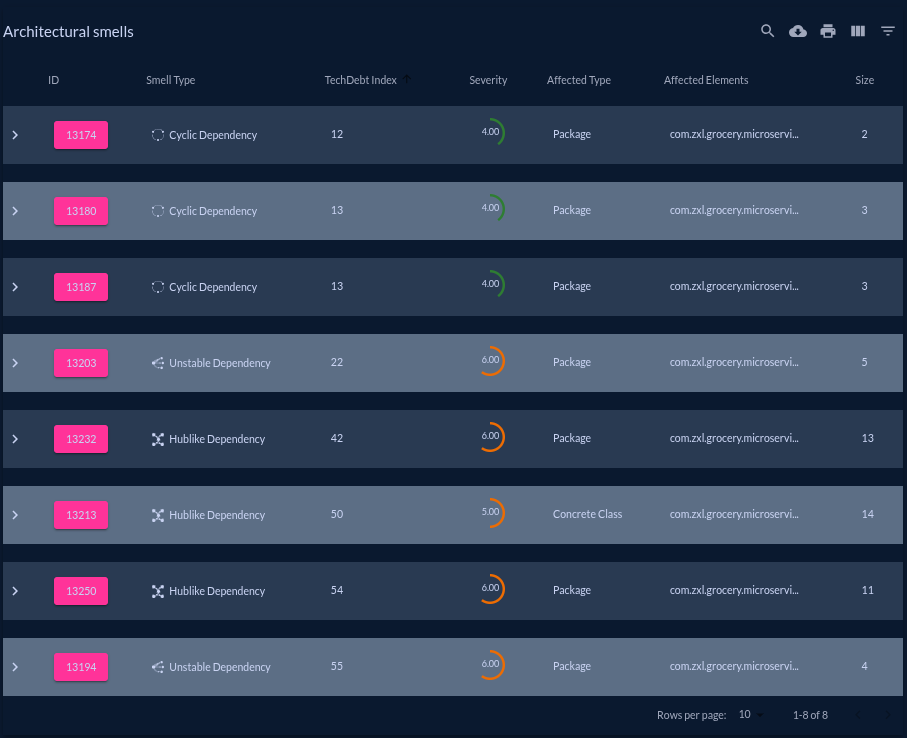 Architectural smells
ID Smell Type TechDebt Index Severity Affected Type Affected Elements Size
13174 Cyclic Dependency 12 4.00 Package com.zxl.grocery.microservi... 2
13180 Cyclic Dependency 13 4.00 Package com.zxl.grocery.microservi... 3
13187 Cyclic Dependency 13 4.00 Package com.zxl.grocery.microservi... 3
13203 Unstable Dependency 22 6.00 Package com.zxl.grocery.microservi... 5
13232 Hublike Dependency 42 6.00 Package com.zxl.grocery.microservi... 13
13213 Hublike Dependency 50 5.00 Concrete Class com.zxl.grocery.microservi... 14
13250 Hublike Dependency 54 6.00 Package com.zxl.grocery.microservi... 11
13194 Unstable Dependency 55 6.00 Package com.zxl.grocery.microservi... 4
Rows per page: 10 1-8 of 8